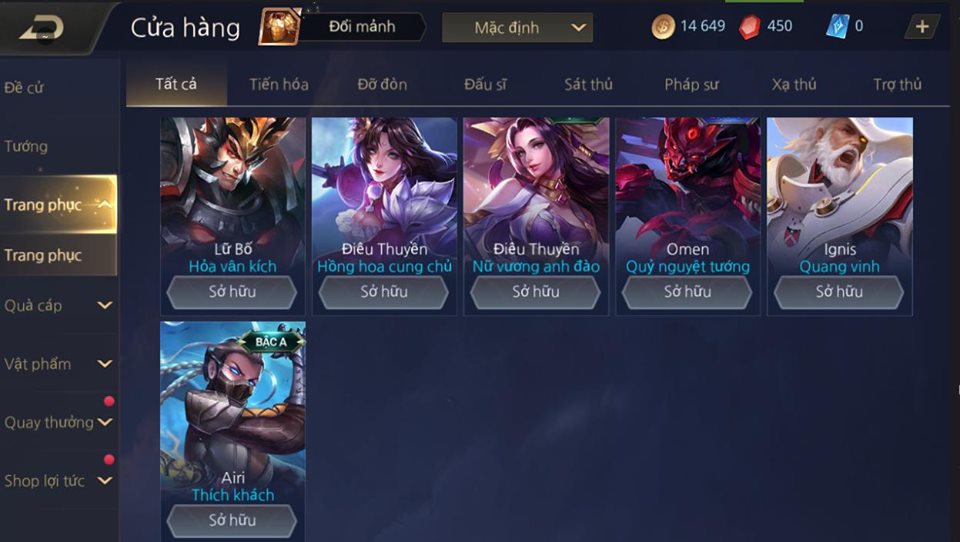 Cửa hàng
Đổi mảnh
Mặc định
14 649
450
0
+
Đề cử
Tướng
Trang phục
Trang phục
Quà cáp
Vật phẩm
Quay thưởng
Shop lợi tức
Tất cả
Tiến hóa
Đỡ đòn
Đấu sĩ
Sát thủ
Pháp sư
Xạ thủ
Trợ thủ
Lữ Bố
Hỏa vân kích
Sở hữu
Điêu Thuyền
Hồng hoa cung chủ
Sở hữu
Điêu Thuyền
Nữ vương anh đào
Sở hữu
Omen
Quỷ nguyệt tướng
Sở hữu
Ignis
Quang vinh
Sở hữu
BẬC A
Airi
Thích khách
Sở hữu